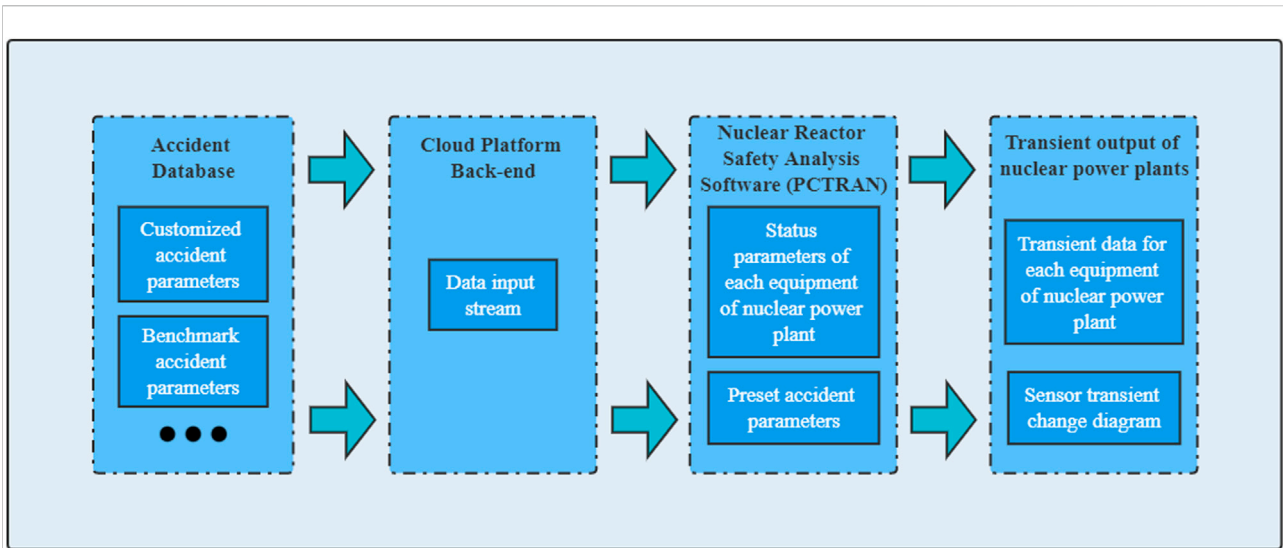 Accident
Database
Customized
accident
parameters
Benchmark
accident
parameters
Cloud Platform
Back-end
Data input
stream
Nuclear Reactor
Safety Analysis
Software (PCTRAN)
Status
parameters of
each equipment
of nuclear power
plant
Preset accident
parameters
Transient output of
nuclear power plants
Transient data for
each equipment
of nuclear power
plant
Sensor transient
change diagram